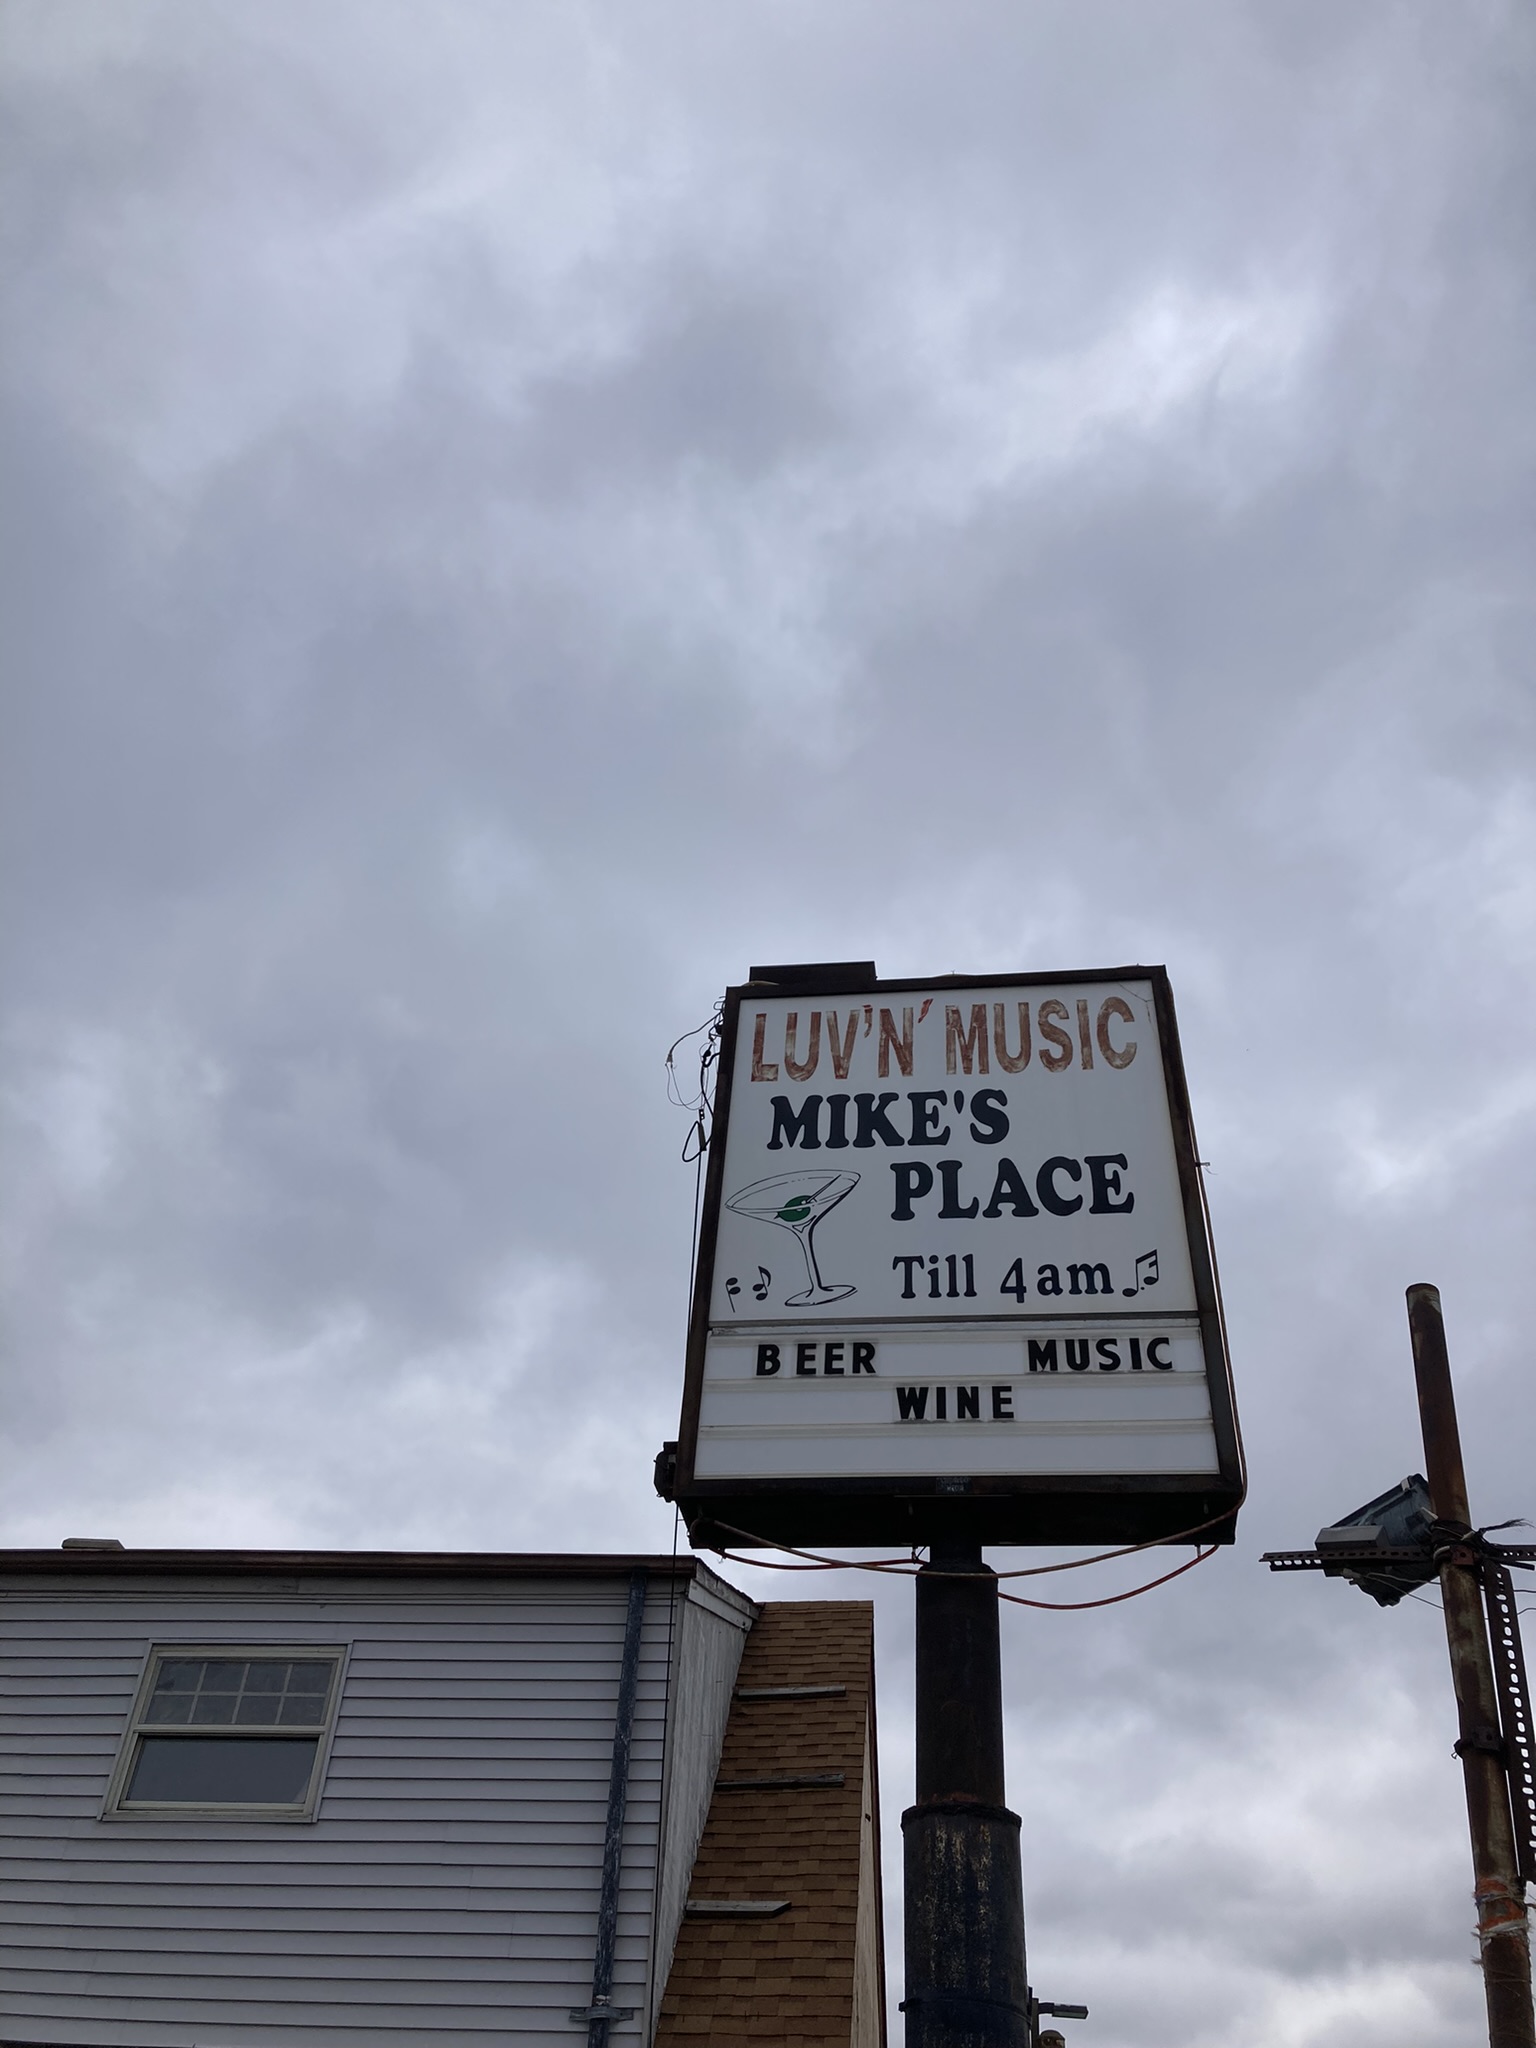 LUV'N' MUSIC
MIKE'S
PLACE
Till 4am
BEER MUSIC
WINE